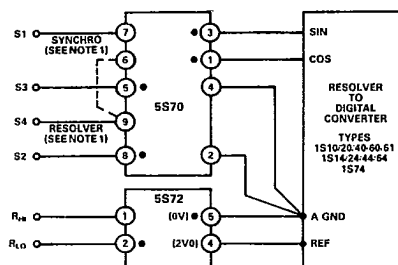 S1 7 3 SIN
SYNCHRO
(SEE NOTE 1)
6 1 COS
S3 5 5S70 4
RESOLVER
TO
DIGITAL
CONVERTER
S4 9
RESOLVER
(SEE NOTE 1)
TYPES
1S10/20/40·60·61
1S14/24/44/64
1S74
S2 8 2
5S72
RHI 1 (0V) 5 A GND
RLO 2 (2V0) 4 REF